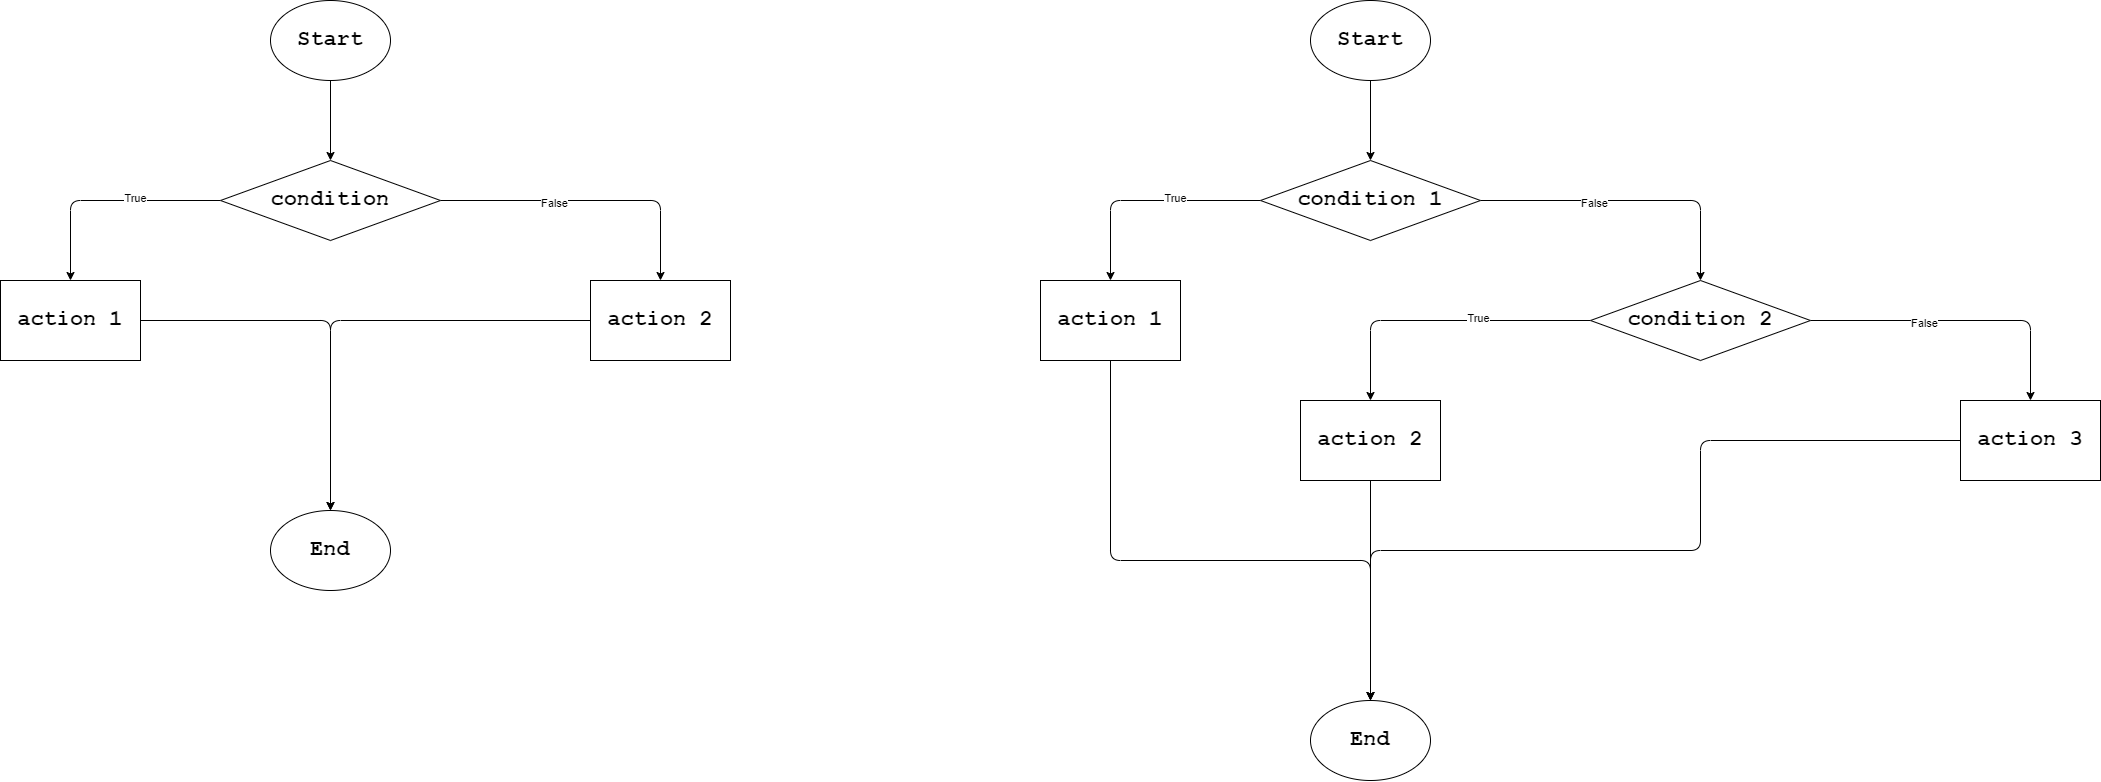 Start
condition
True
False
action 1
action 2
End
Start
condition 1
True
False
action 1
condition 2
True
False
action 2
action 3
End